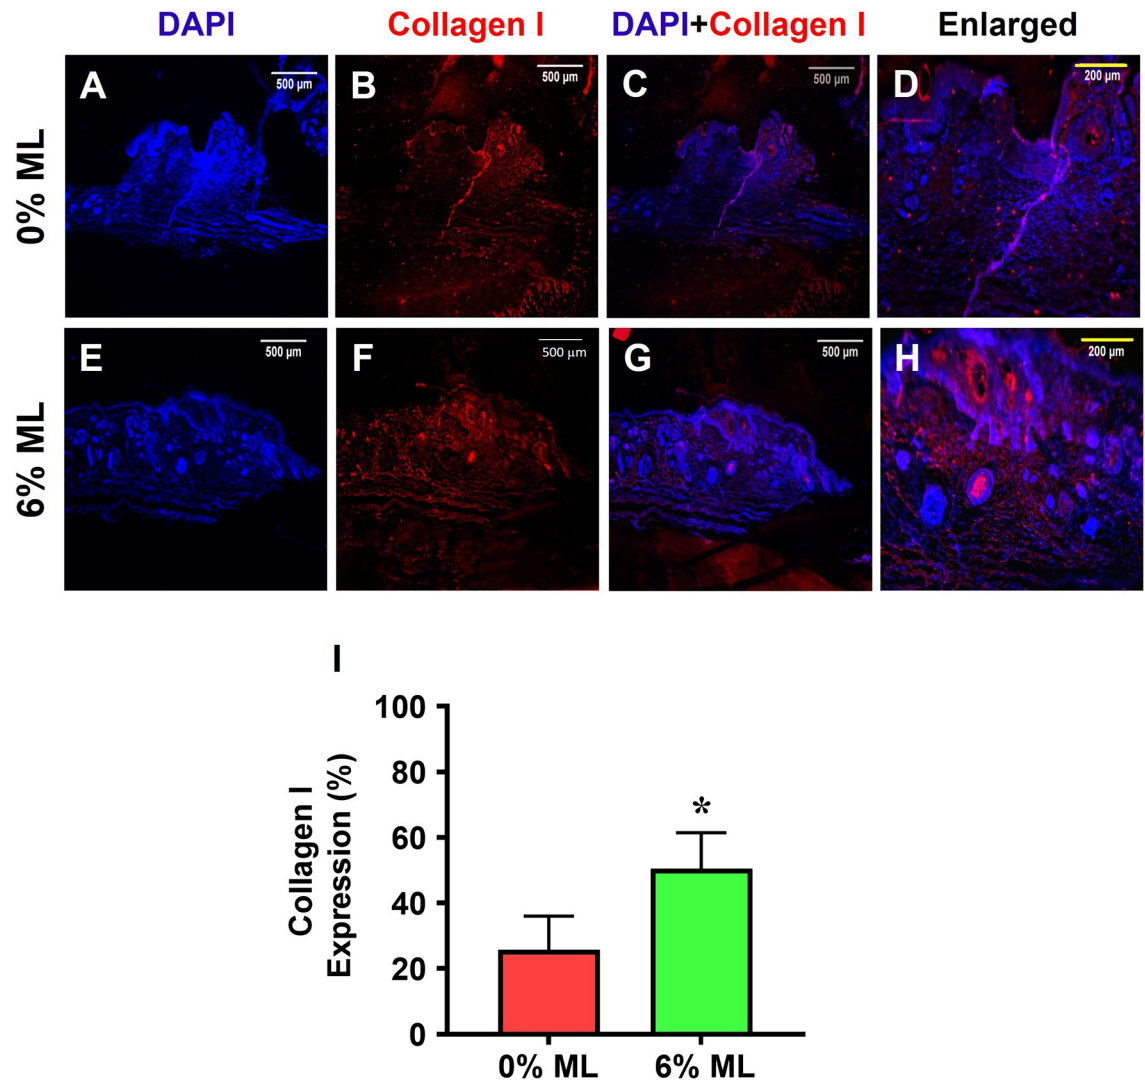 DAPI Collagen I DAPI+Collagen I Enlarged
0% ML
A 500 µm B 500 µm C 500 µm D 200 µm
6% ML
E 500 µm F 500 µm G 500 µm H 200 µm
I
Collagen I
Expression (%)
100
80
60
*
40
20
0
0% ML 6% ML